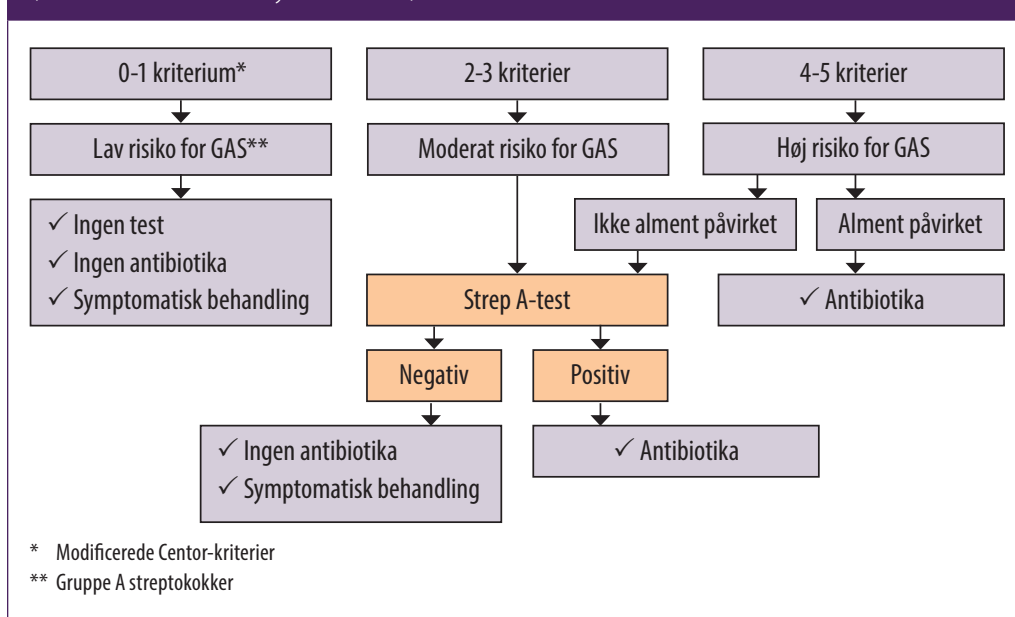 0-1 kriterium*
2-3 kriterier
4-5 kriterier
Lav risiko for GAS**
Moderat risiko for GAS
Høj risiko for GAS
Ikke alment påvirket
Alment påvirket
✓ Ingen test
✓ Ingen antibiotika
✓ Symptomatisk behandling
Strep A-test
✓ Antibiotika
Negativ
Positiv
✓ Ingen antibiotika
✓ Symptomatisk behandling
✓ Antibiotika
* Modificerede Centor-kriterier
** Gruppe A streptokokker